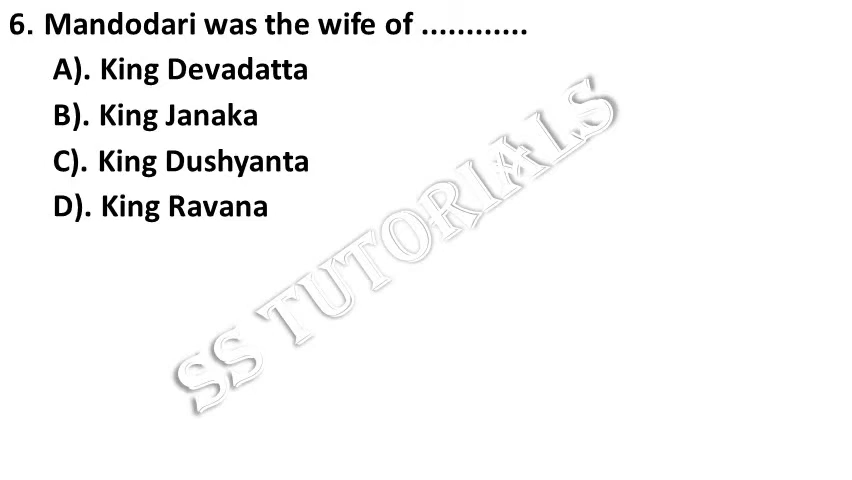 6. Mandodari was the wife of ............
A). King Devadatta
B). King Janaka
C). King Dushyanta
D). King Ravana
SS TUTORIALS